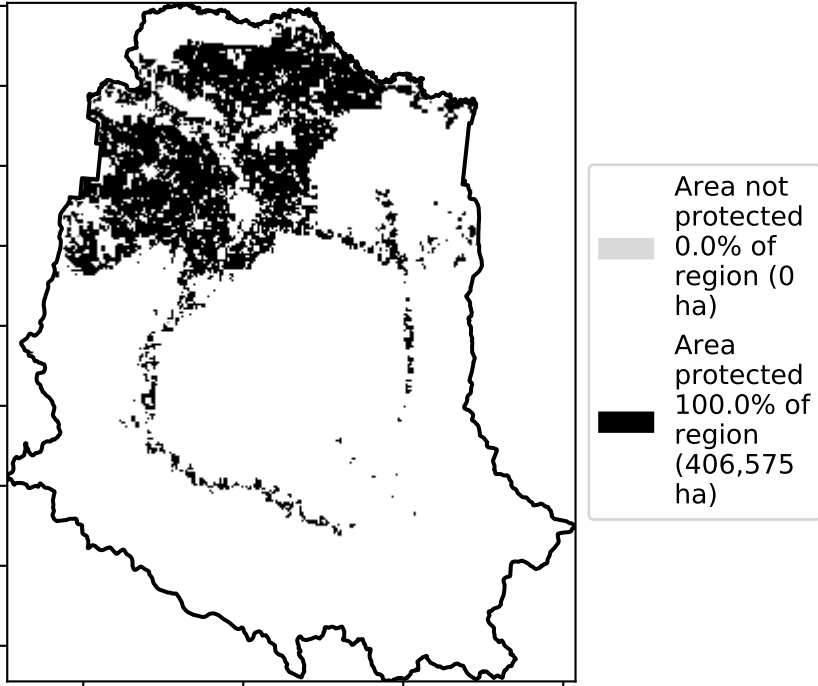 Area not
protected
0.0% of
region (0
ha)
Area
protected
100.0% of
region
(406,575
ha)